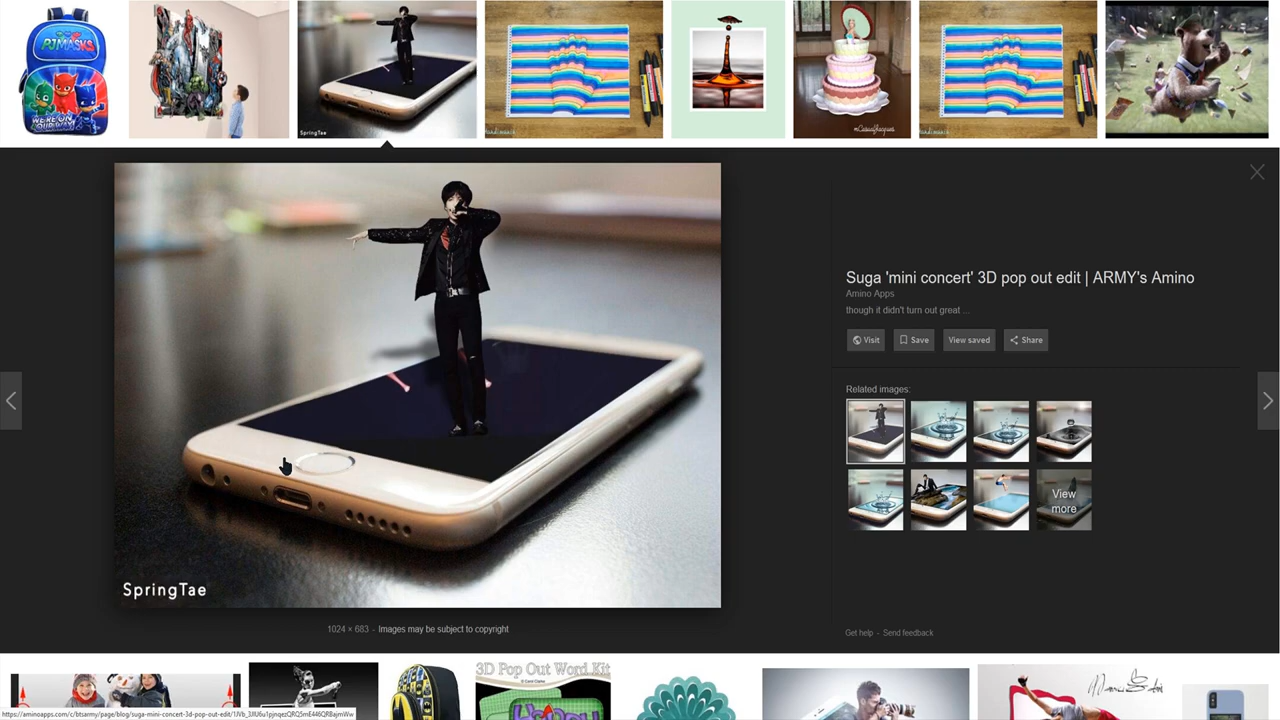 PJMASKS
WE'RE ON
OUR WAY!
SpringTae
Suga 'mini concert' 3D pop out edit | ARMY's Amino
Amino Apps
though it didn't turn out great ...
Visit
Save
View saved
Share
Related images:
View
more
SpringTae
1024 × 683 - Images may be subject to copyright
Get help - Send feedback
3D Pop Out Word Kit